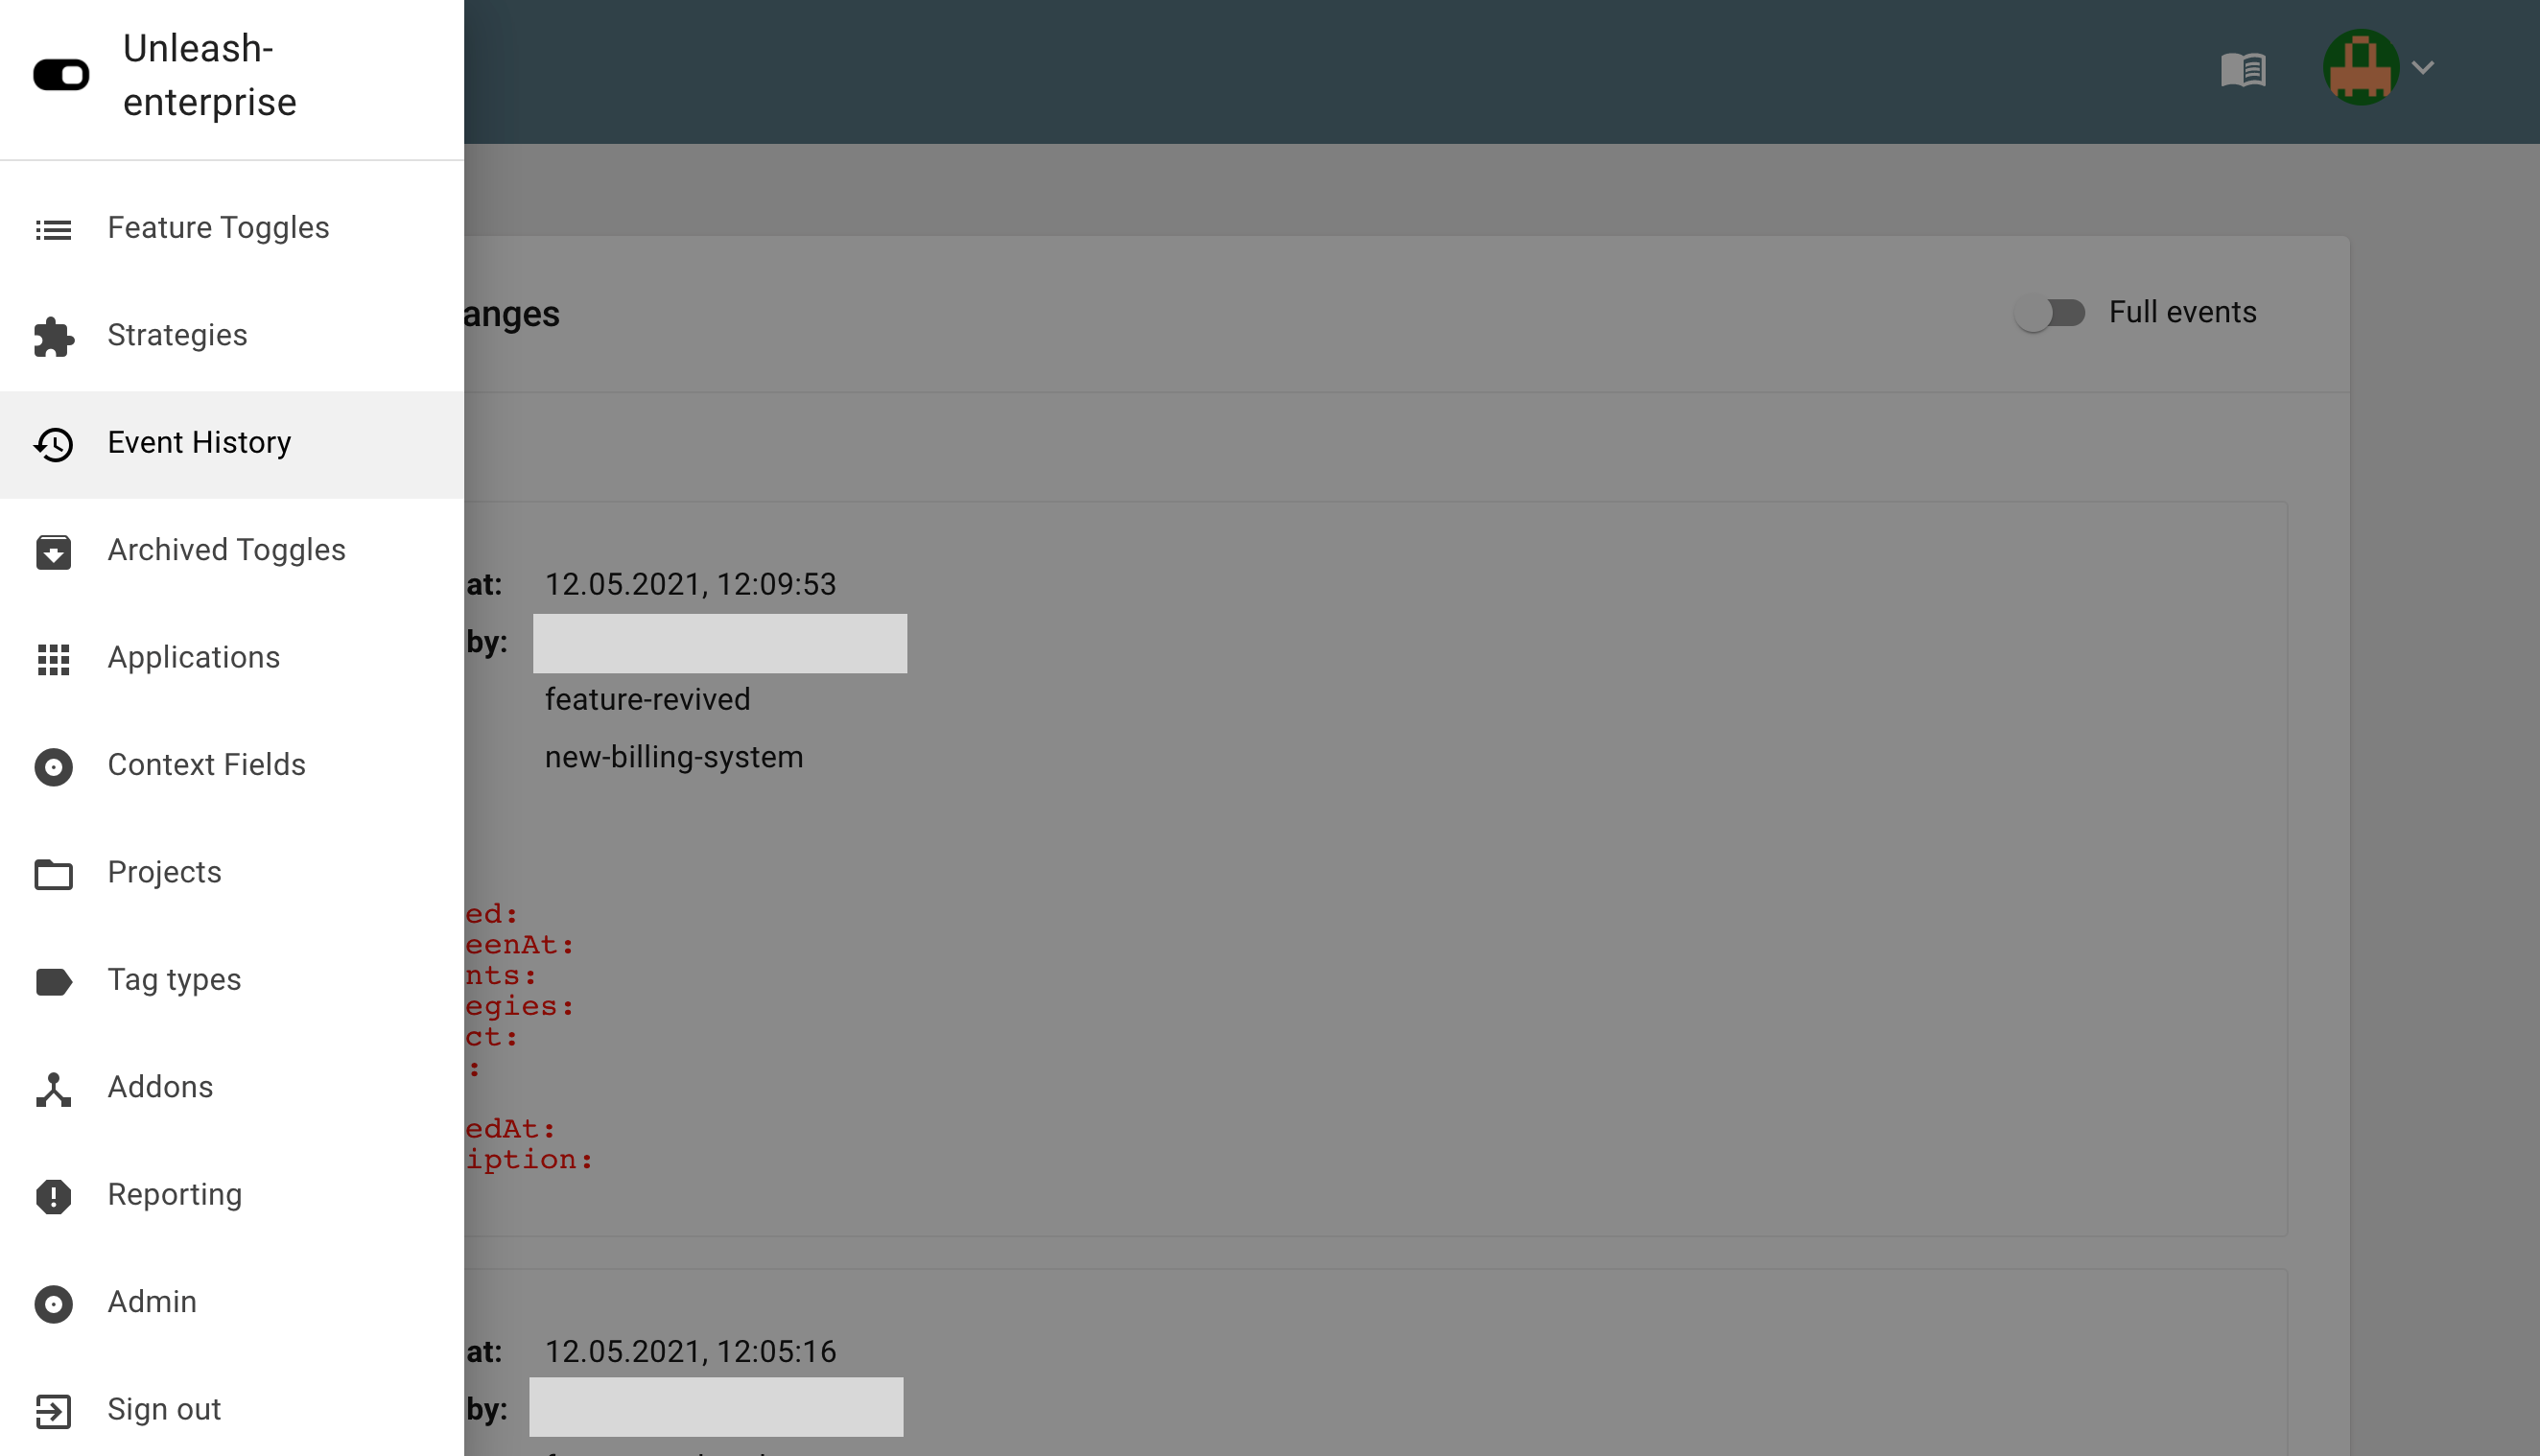 Unleash-
enterprise
Feature Toggles
Strategies
Event History
Archived Toggles
Applications
Context Fields
Projects
Tag types
Addons
Reporting
Admin
Sign out
anges
Full events
at: 12.05.2021, 12:09:53
by:
feature-revived
new-billing-system
ed:
eenAt:
nts:
egies:
ct:
:
edAt:
iption:
at: 12.05.2021, 12:05:16
by: